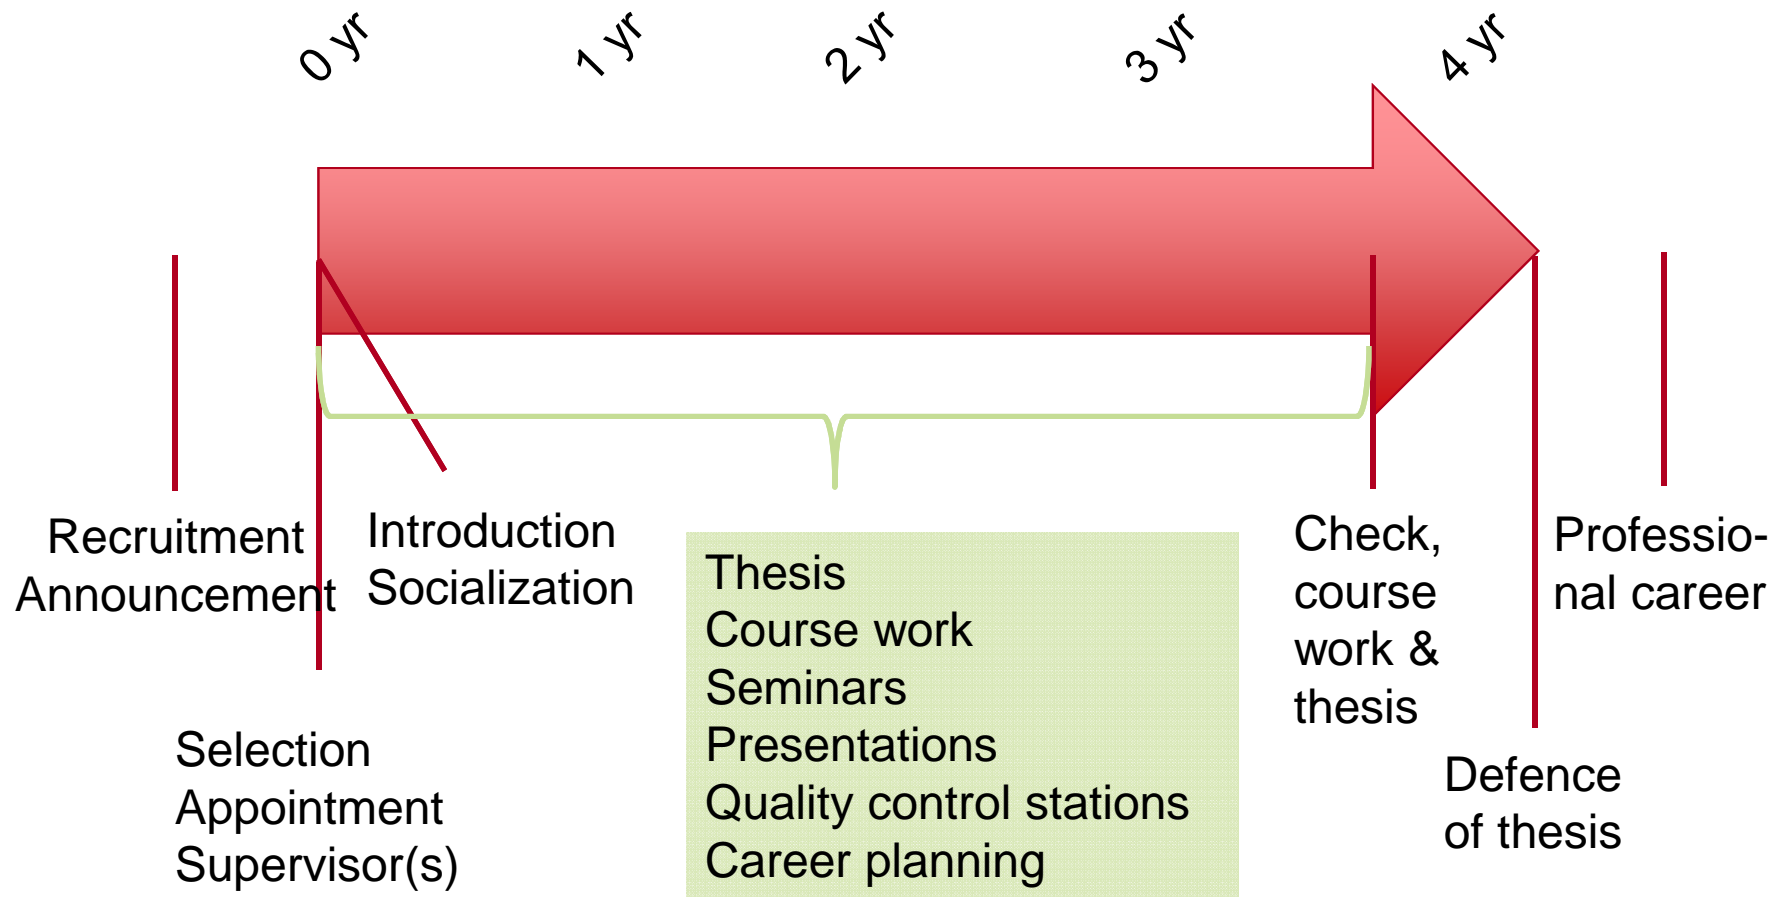 0 yr
1 yr
2 yr
3 yr
4 yr
Recruitment
Announcement
Introduction
Socialization
Selection
Appointment
Supervisor(s)
Thesis
Course work
Seminars
Presentations
Quality control stations
Career planning
Check,
course
work &
thesis
Defence
of thesis
Professio-
nal career